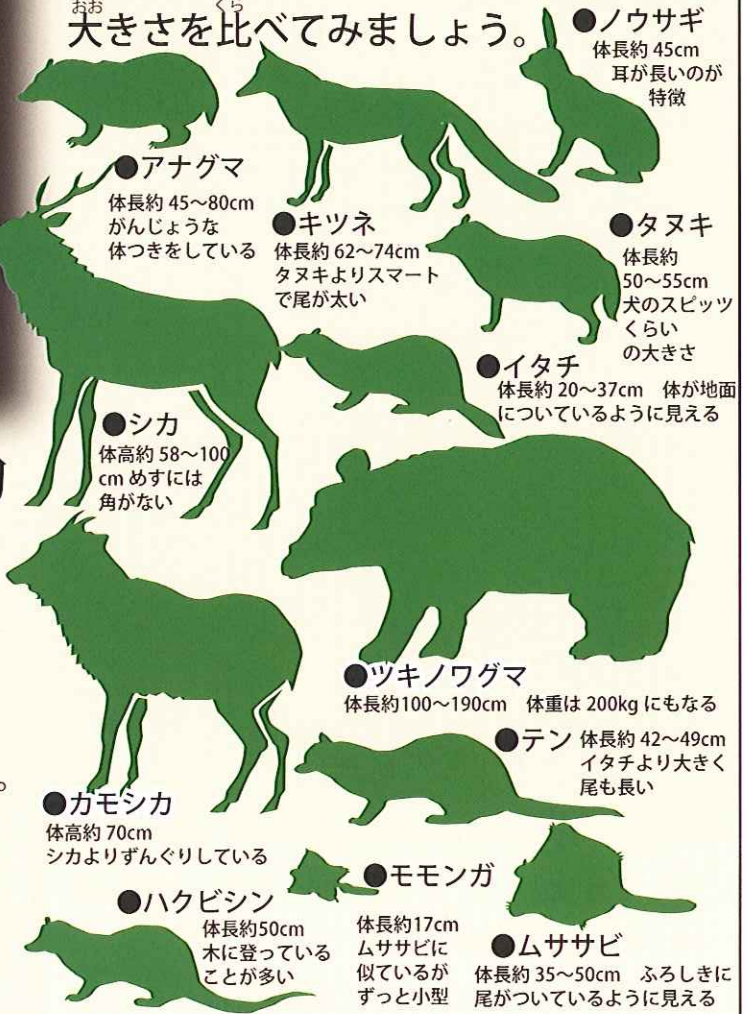 大きさを比べてみましょう。
おお
くら
●ノウサギ
体長約 45cm
耳が長いのが
特徴
●アナグマ
体長約 45～80cm
がんじょうな
体つきをしている
●キツネ
体長約 62～74cm
タヌキよりスマート
で尾が太い
●タヌキ
体長約
50～55cm
犬のスピッツ
くらい
の大きさ
●イタチ
体長約 20～37cm 体が地面
についているように見える
●シカ
体高約 58～100
cm めすには
角がない
●ツキノワグマ
体長約100～190cm 体重は 200kg にもなる
●テン 体長約 42～49cm
イタチより大きく
尾も長い
●カモシカ
体高約 70cm
シカよりずんぐりしている
●モモンガ
体長約17cm
ムササビに
似ているが
ずっと小型
●ハクビシン
体長約50cm
木に登っている
ことが多い
●ムササビ
体長約 35～50cm ふろしきに
尾がついているように見える